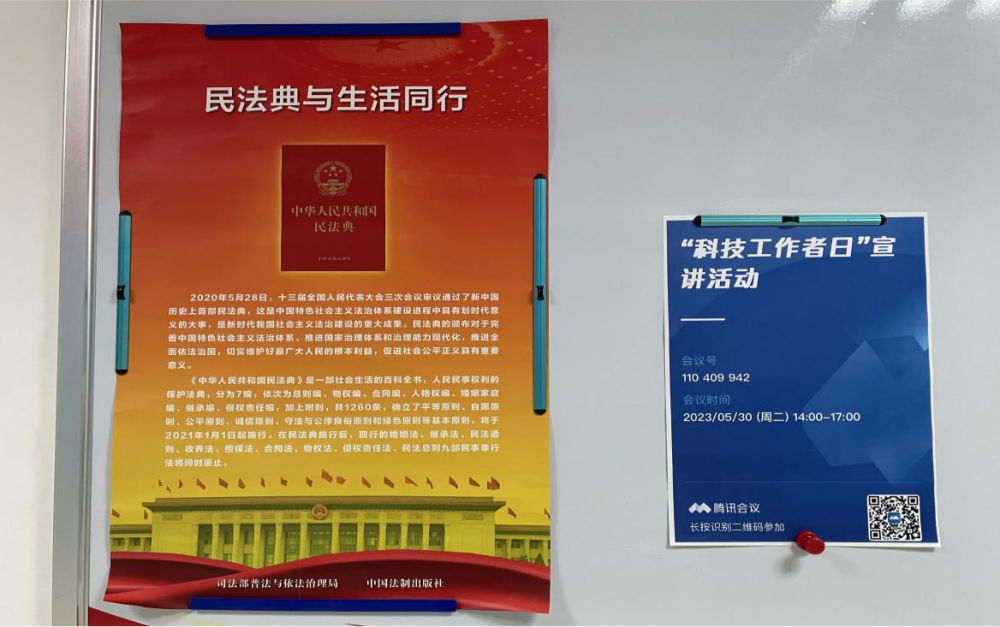 民法典与生活同行
中华人民共和国
民法典
中国法制出版社
2020年5月28日，十三届全国人民代表大会三次会议审议通过了新中国
历史上首部民法典，这是中国特色社会主义法治体系建设进程中具有划时代意
义的大事，是新时代我国社会主义法治建设的重大成果。民法典的颁布对于完
善中国特色社会主义法治体系、推进国家治理体系和治理能力现代化，推进全
面依法治国，切实维护好最广大人民的根本利益，促进社会公平正义具有重要
意义。
《中华人民共和国民法典》是一部社会生活的百科全书，人民民事权利的
保护法典，分为7编，依次为总则编、物权编、合同编、人格权编、婚姻家庭
编、继承编、侵权责任编，加上附则，共1260条，确立了平等原则、自愿原
则、公平原则、诚信原则、守法与公序良俗原则和绿色原则等基本原则，将于
2021年1月1日起施行。在民法典施行后，现行的婚姻法、继承法、民法通
则、收养法、担保法、合同法、物权法、侵权责任法、民法总则九部民事单行
法将同时废止。
司法部普法与依法治理局 中国法制出版社
“科技工作者日”宣
讲活动
会议号
110 409 942
会议时间
2023/05/30 (周二) 14:00-17:00
腾讯会议
长按识别二维码参加